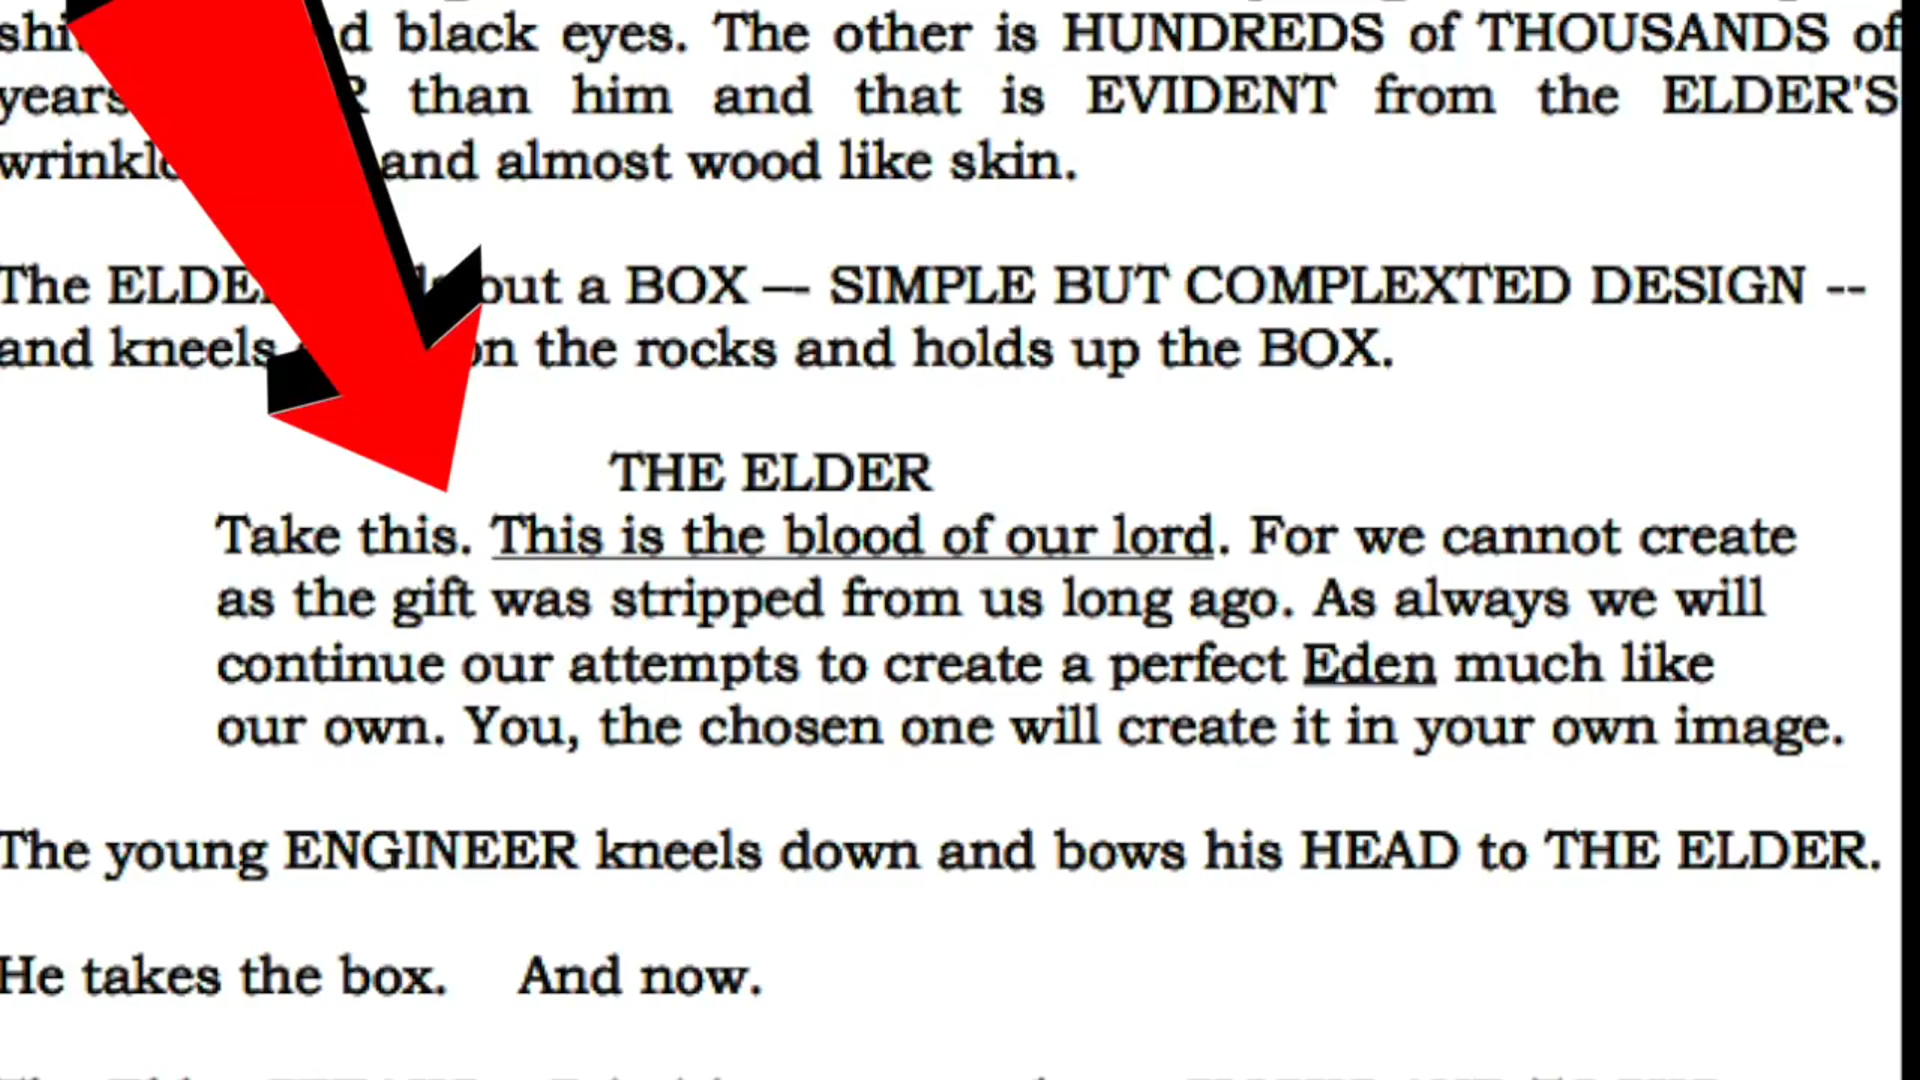 black eyes. The other is HUNDREDS of THOUSANDS of
years than him and that is EVIDENT from the ELDER'S
and almost wood like skin.
The out a BOX — SIMPLE BUT COMPLEXTED DESIGN --
and kneels on the rocks and holds up the BOX.
THE ELDER
Take this. This is the blood of our lord. For we cannot create
as the gift was stripped from us long ago. As always we will
continue our attempts to create a perfect Eden much like
our own. You, the chosen one will create it in your own image.
The young ENGINEER kneels down and bows his HEAD to THE ELDER.
He takes the box. And now.